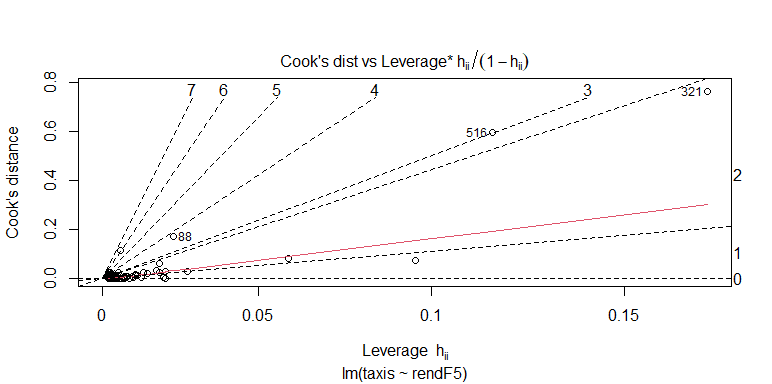 Cook's dist vs Leverage* hii/(1 − hii)
7 6 5 4 3
2
1
0
321
516
88
Cook's distance
0.8
0.6
0.4
0.2
0.0
0 0.05 0.1 0.15
Leverage hii
lm(taxis ~ rendF5)